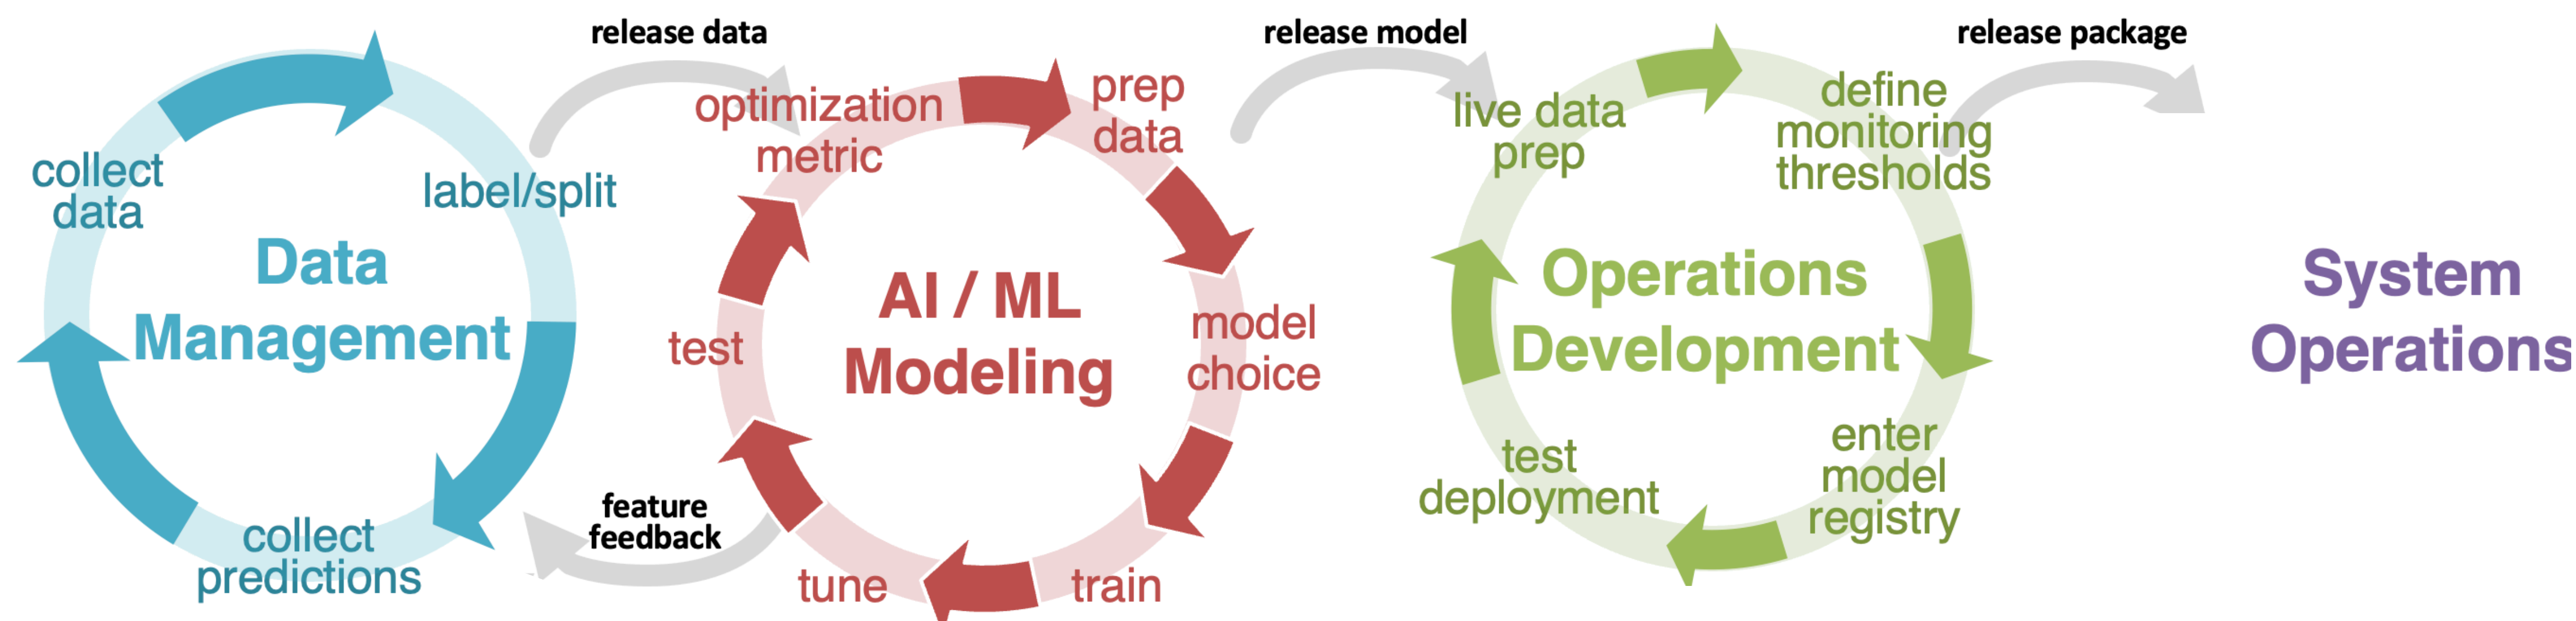 release data
release model
release package
collect
data
label/split
Data
Management
collect
predictions
feature
feedback
optimization
metric
prep
data
model
choice
train
tune
test
AI / ML
Modeling
live data
prep
define
monitoring
thresholds
Operations
Development
enter
model
registry
test
deployment
System
Operations